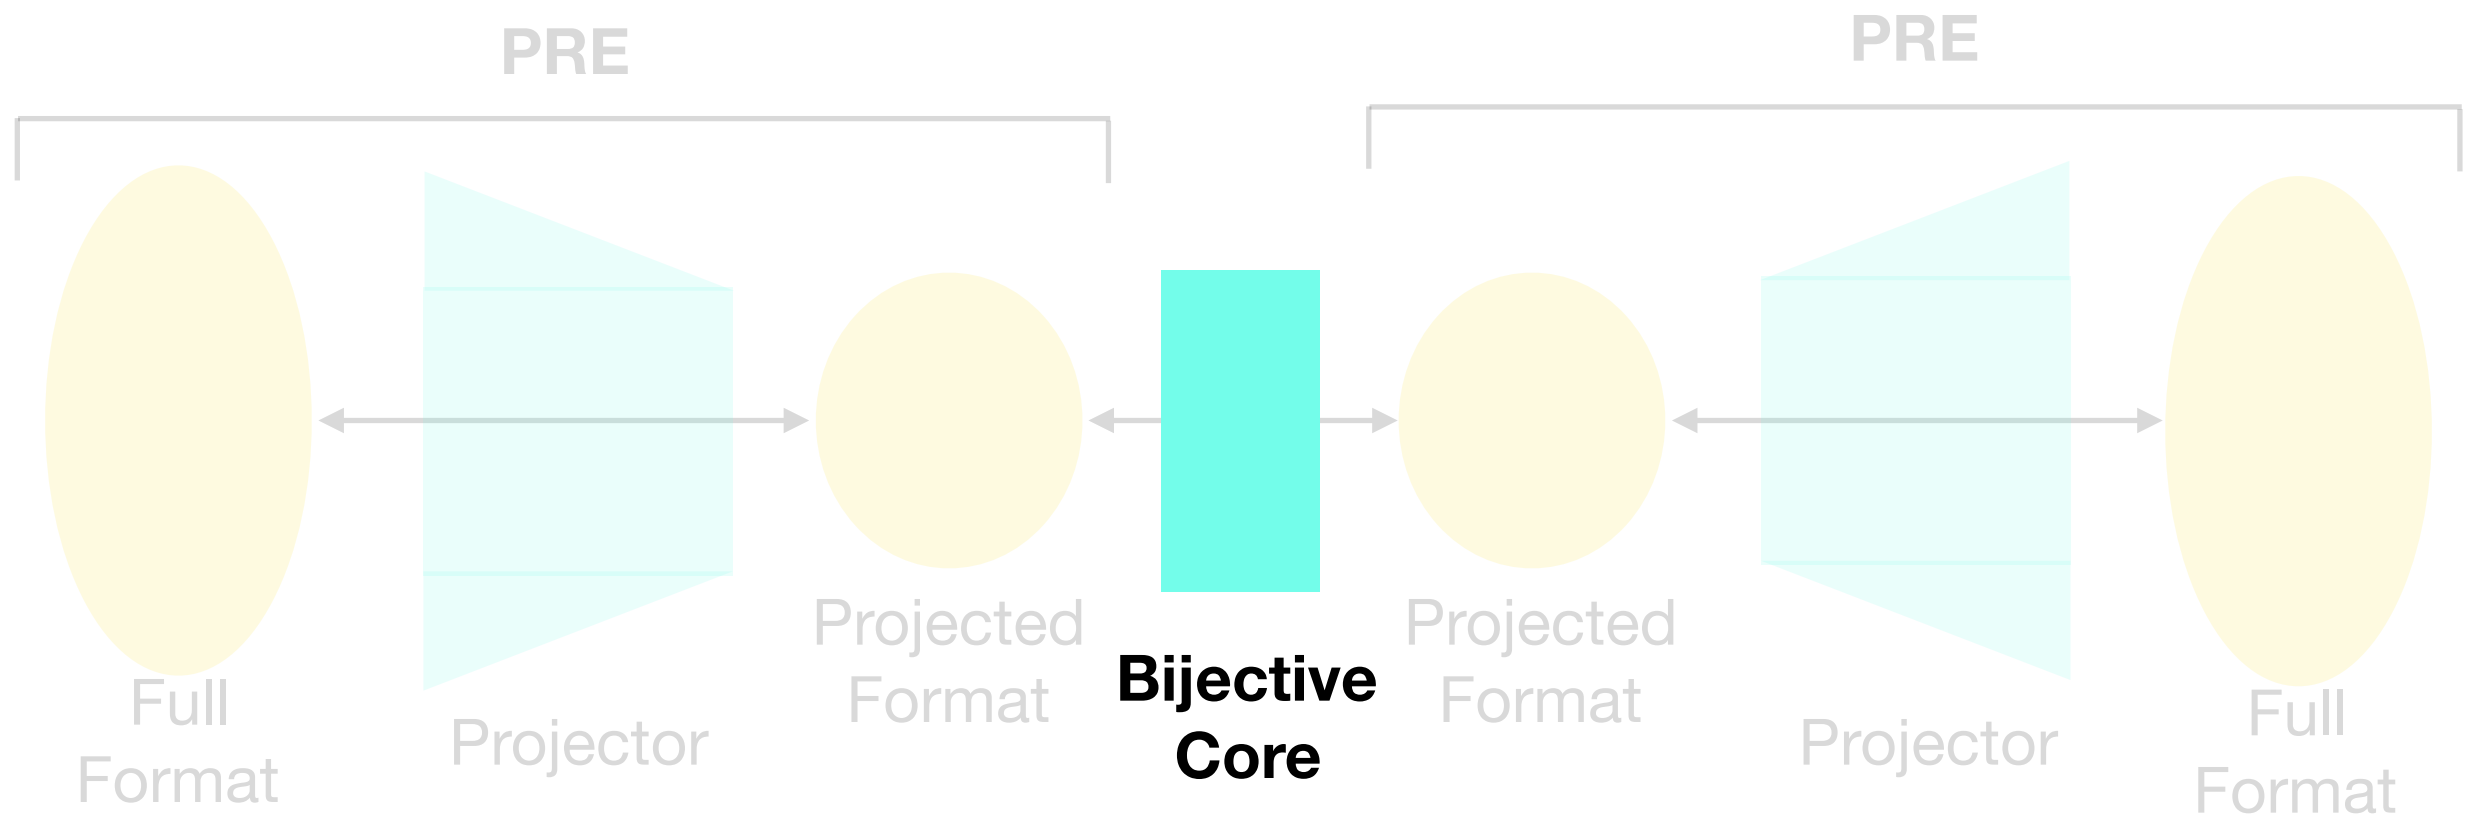 PRE
PRE
Full
Format
Projector
Projected
Format
Bijective
Core
Projected
Format
Projector
Full
Format